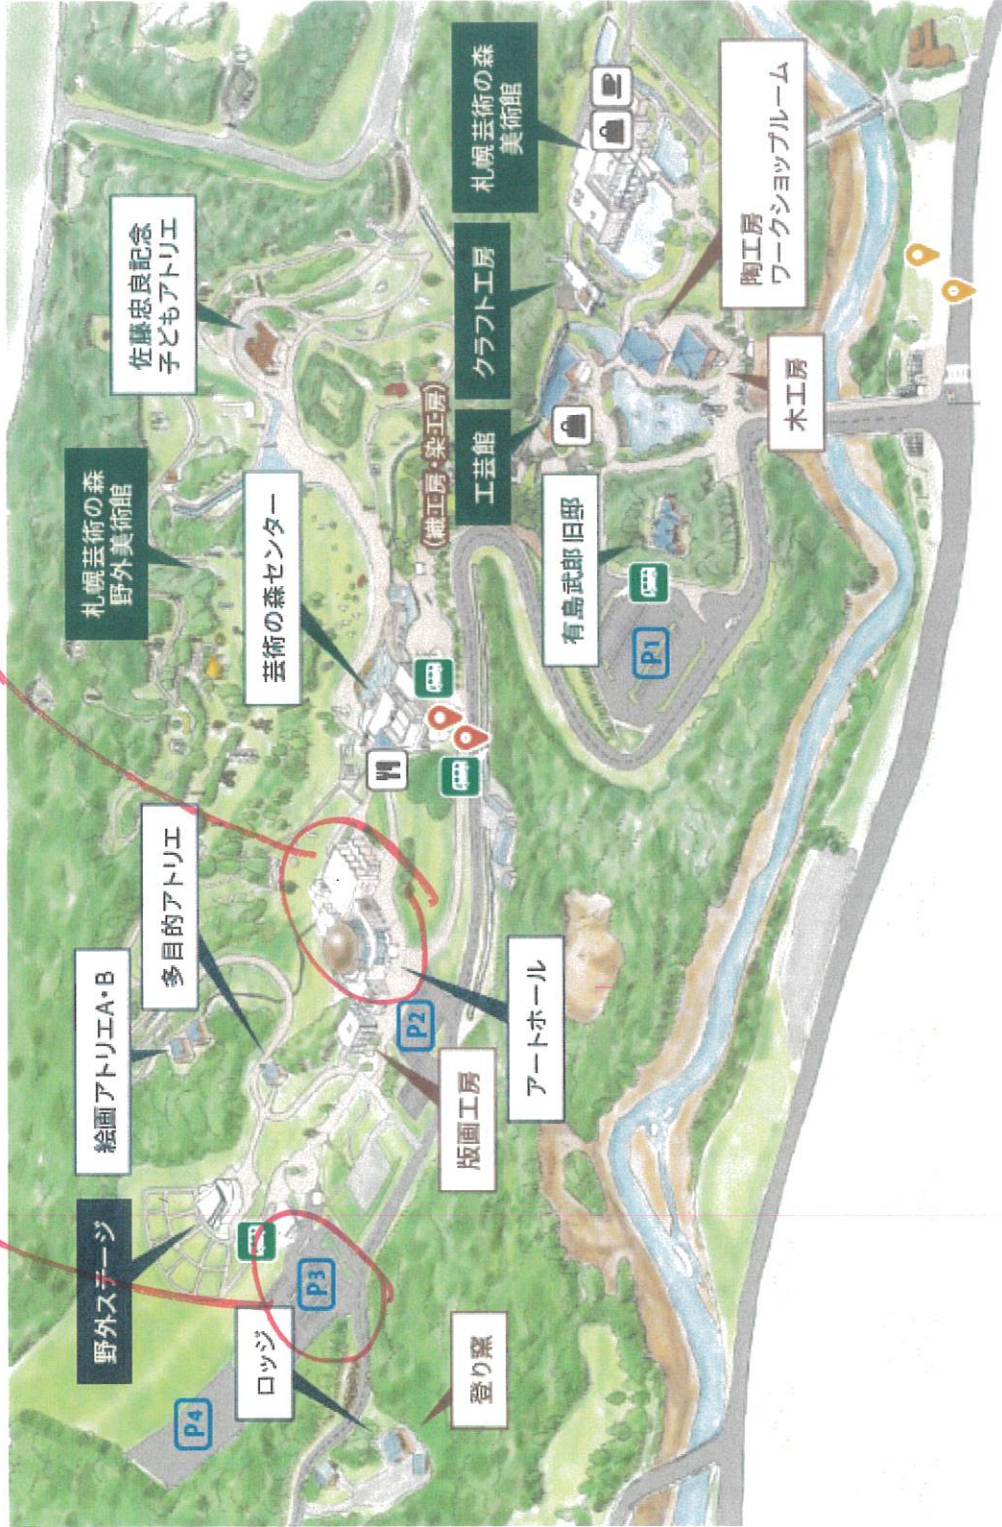 野外ステージ
絵画アトリエA・B
多目的アトリエ
札幌芸術の森
野外美術館
佐藤忠良記念
子どもアトリエ
芸術の森センター
P4
ロッジ
P3
P2
登り窯
版画工房
アートホール
(織工房・染工房)
工芸館
クラフト工房
札幌芸術の森
美術館
有島武郎 旧邸
P1
木工房
陶工房
ワークショップルーム